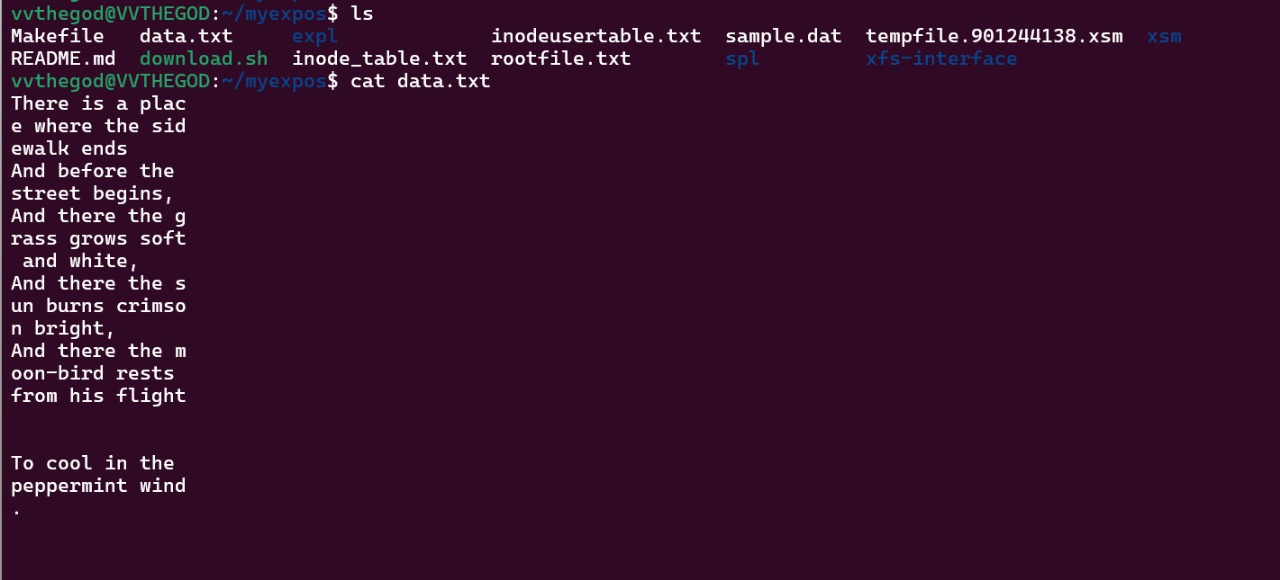 vvthegod@VVTHEGOD:~/myexpos$ ls
Makefile data.txt expl inodeusertable.txt sample.dat tempfile.901244138.xsm xsm
README.md download.sh inode_table.txt rootfile.txt spl xfs-interface
vvthegod@VVTHEGOD:~/myexpos$ cat data.txt
There is a plac
e where the sid
ewalk ends
And before the
street begins,
And there the g
rass grows soft
 and white,
And there the s
un burns crimso
n bright,
And there the m
oon-bird rests
from his flight
To cool in the
peppermint wind
.